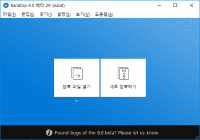 Bandizip 6.0 베타 25 (64bit)
파일(F) 편집(E) 찾기(I) 설정(O) 보기(V) 도움말(H)
압축 파일 열기
새로 압축하기
Found bugs of the 6.0 beta? Please let us know.